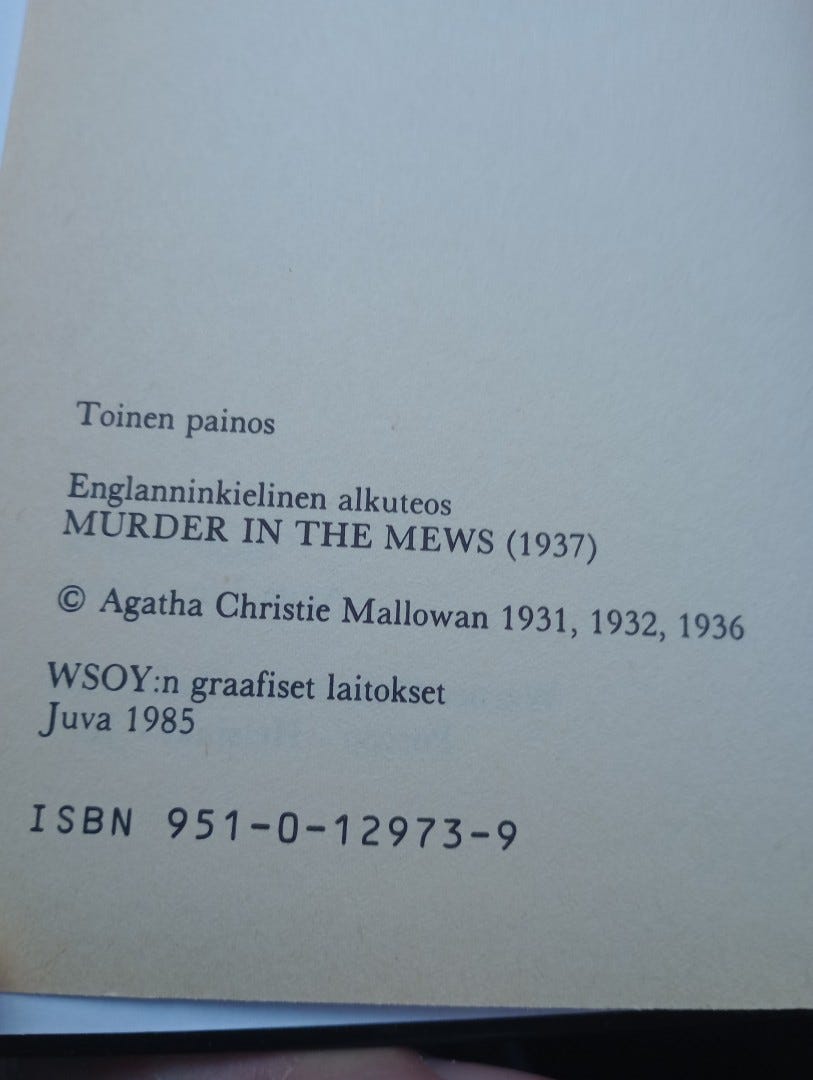 Toinen painos
Englanninkielinen alkuteos
MURDER IN THE MEWS (1937)
© Agatha Christie Mallowan 1931, 1932, 1936
WSOY:n graafiset laitokset
Juva 1985
ISBN 951-0-12973-9